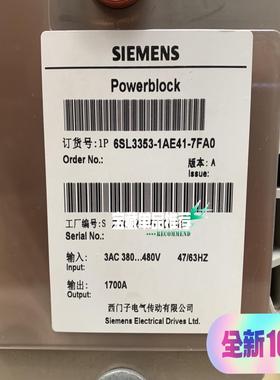 SIEMENS
Powerblock
订货号:1P 6SL3353-1AE41-7FA0
Order No.:
版本:A
Issue:
工厂编号:S
Serial No.:
RECOMMEND
输入: 3AC 380...480V 47/63HZ
Input:
输出: 1700A
Output:
西门子电气传动有限公司
Siemens Electrical Drives Ltd.
全新10